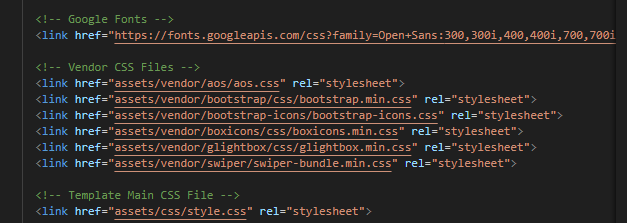 <!-- Google Fonts -->
<link href="https://fonts.googleapis.com/css?family=Open+Sans:300,300i,400,400i,700,700i
<!-- Vendor CSS Files -->
<link href="assets/vendor/aos/aos.css" rel="stylesheet">
<link href="assets/vendor/bootstrap/css/bootstrap.min.css" rel="stylesheet">
<link href="assets/vendor/bootstrap-icons/bootstrap-icons.css" rel="stylesheet">
<link href="assets/vendor/boxicons/css/boxicons.min.css" rel="stylesheet">
<link href="assets/vendor/glightbox/css/glightbox.min.css" rel="stylesheet">
<link href="assets/vendor/swiper/swiper-bundle.min.css" rel="stylesheet">
<!-- Template Main CSS File -->
<link href="assets/css/style.css" rel="stylesheet">